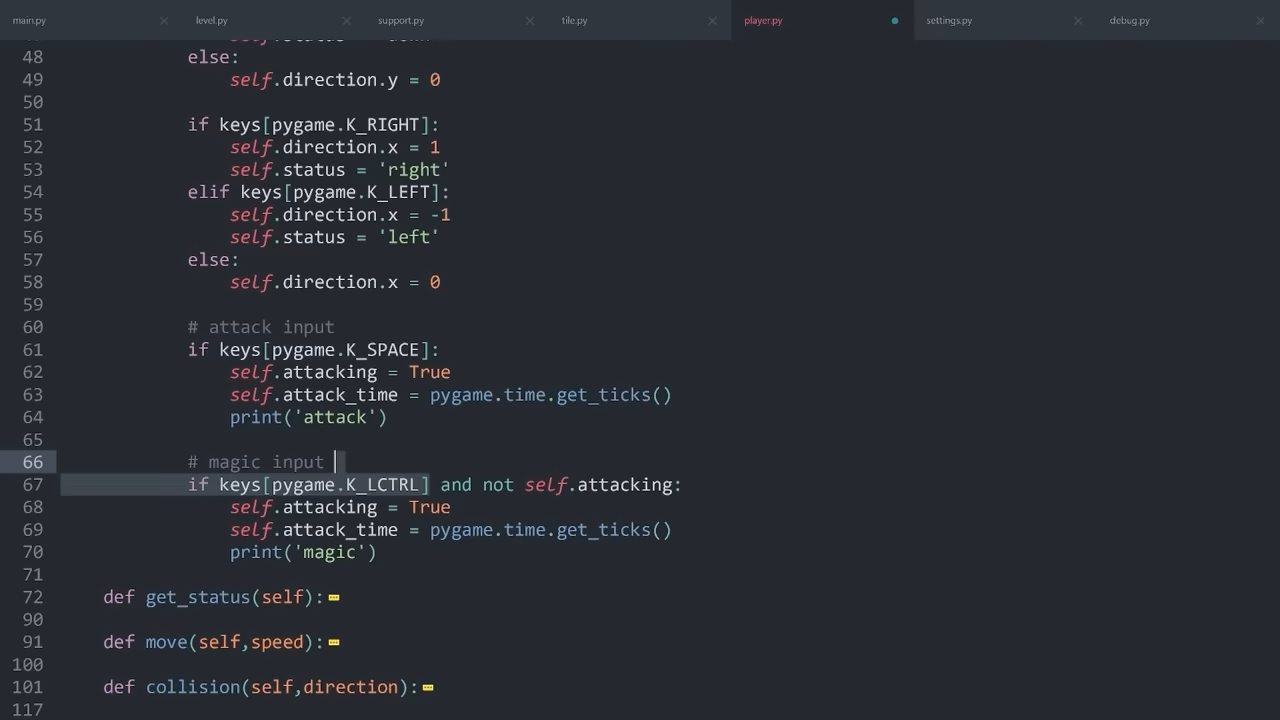 main.py level.py support.py tile.py player.py settings.py debug.py
48 else:
49 self.direction.y = 0
50
51 if keys[pygame.K_RIGHT]:
52 self.direction.x = 1
53 self.status = 'right'
54 elif keys[pygame.K_LEFT]:
55 self.direction.x = -1
56 self.status = 'left'
57 else:
58 self.direction.x = 0
59
60 # attack input
61 if keys[pygame.K_SPACE]:
62 self.attacking = True
63 self.attack_time = pygame.time.get_ticks()
64 print('attack')
65
66 # magic input
67 if keys[pygame.K_LCTRL] and not self.attacking:
68 self.attacking = True
69 self.attack_time = pygame.time.get_ticks()
70 print('magic')
71
72 def get_status(self):
90
91 def move(self,speed):
100
101 def collision(self,direction):
117